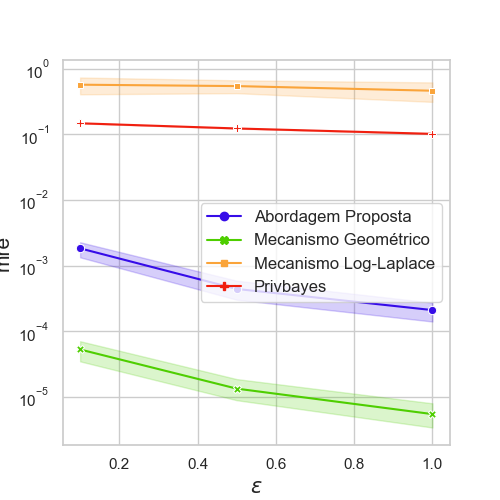 10⁰
10⁻¹
10⁻²
10⁻³
10⁻⁴
10⁻⁵
mre
Abordagem Proposta
Mecanismo Geométrico
Mecanismo Log-Laplace
Privbayes
0.2 0.4 0.6 0.8 1.0
ε